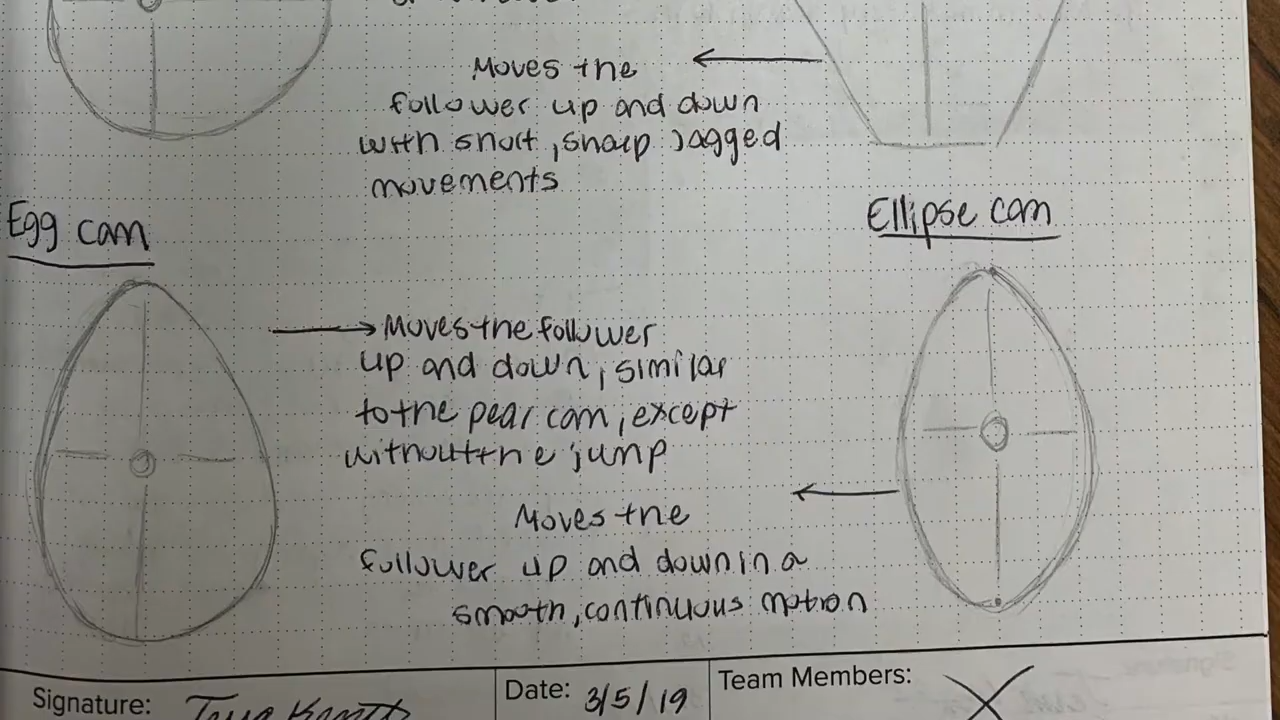 Moves the
follower up and down
with short, sharp jagged
movements
Egg cam
Ellipse cam
Moves the follower
up and down, similar
to the pear cam, except
without the jump
Moves the
follower up and down in a
smooth, continuous motion
Signature:
Date: 3/5/19
Team Members: X